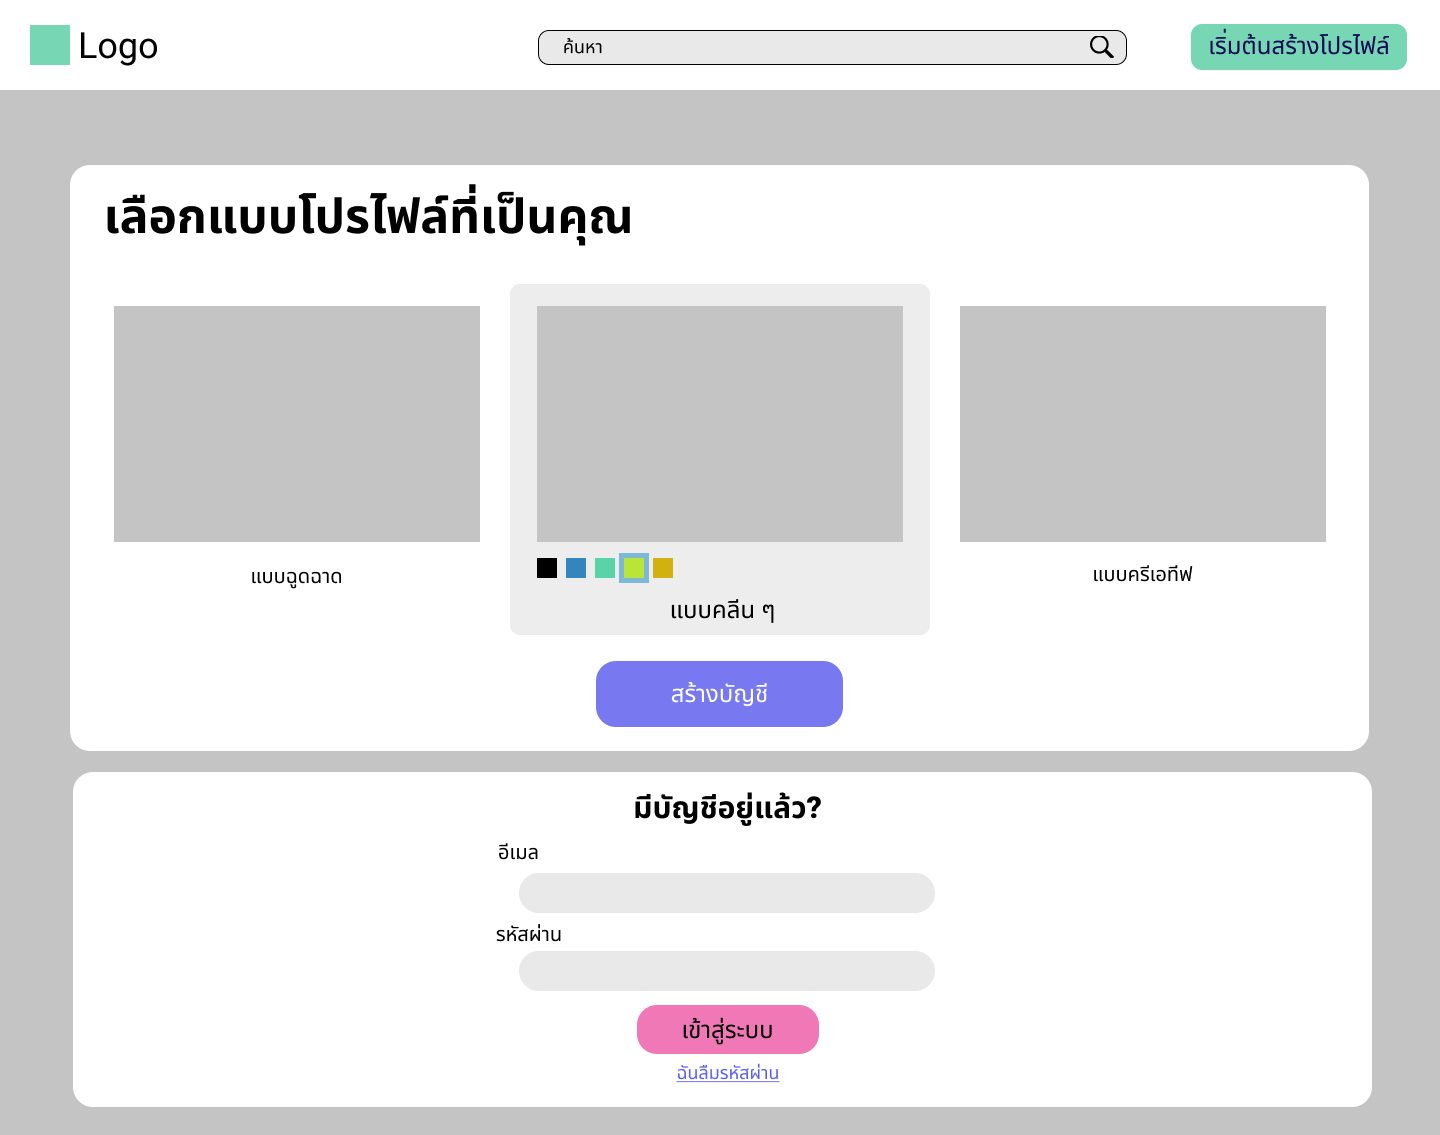 Logo
ค้นหา
เริ่มต้นสร้างโปรไฟล์
เลือกแบบโปรไฟล์ที่เป็นคุณ
แบบฉูดฉาด
แบบคลีน ๆ
แบบครีเอทีฟ
สร้างบัญชี
มีบัญชีอยู่แล้ว?
อีเมล
รหัสผ่าน
เข้าสู่ระบบ
ฉันลืมรหัสผ่าน